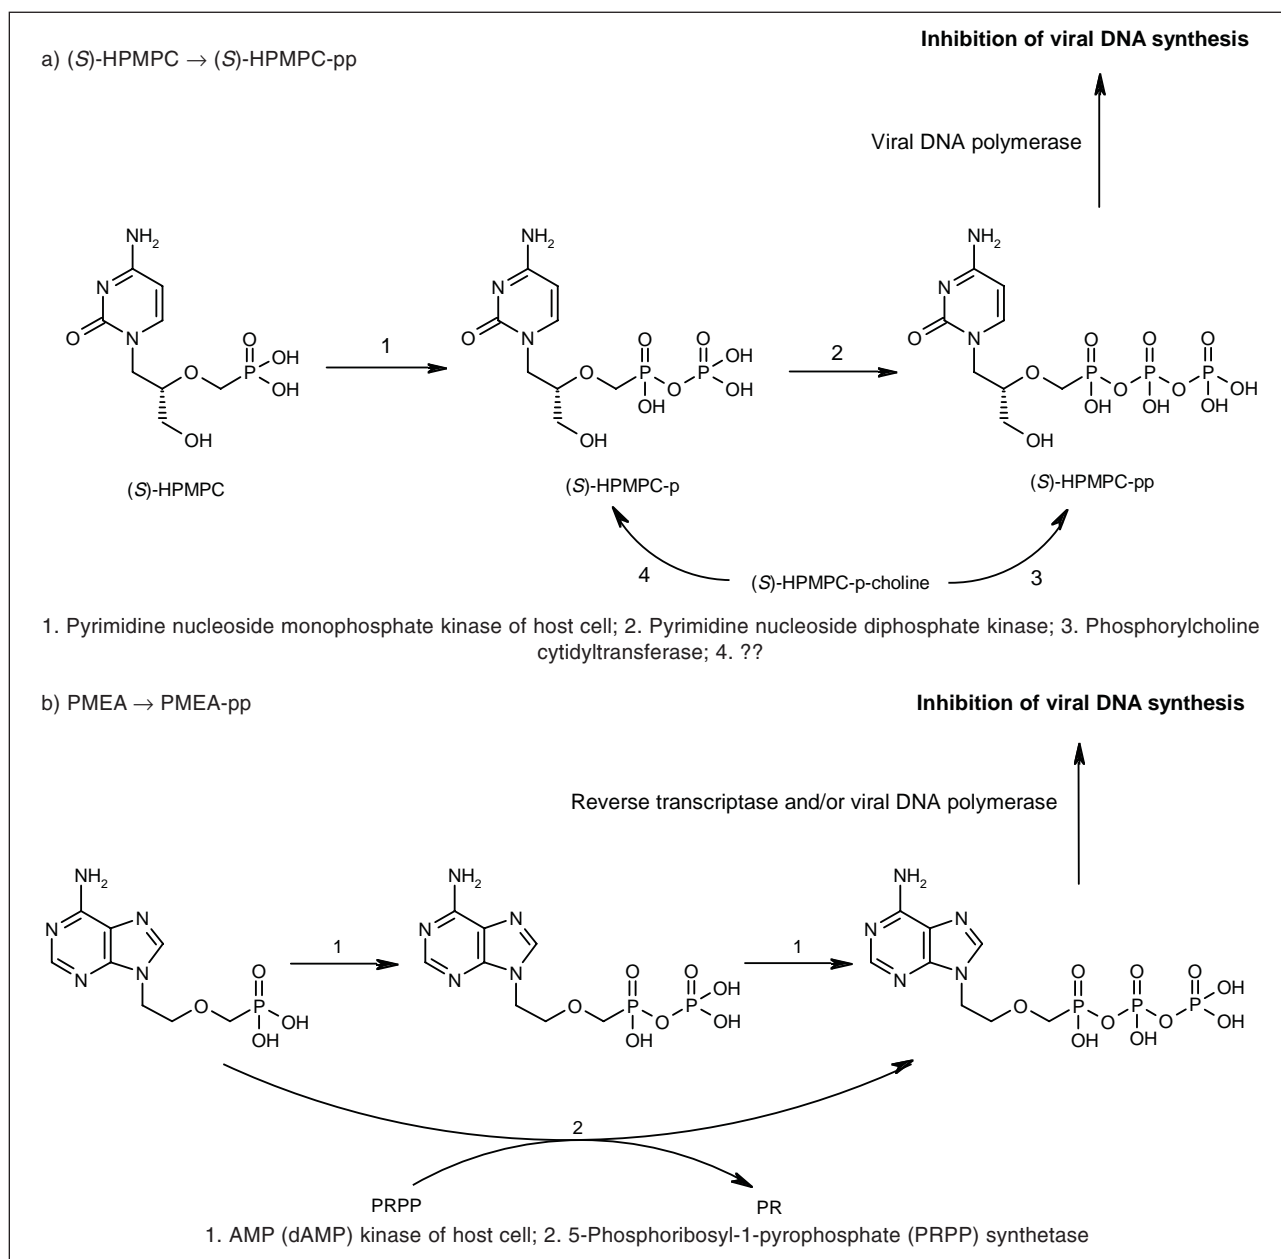 Inhibition of viral DNA synthesis
a) (S)-HPMPC → (S)-HPMPC-pp
Viral DNA polymerase
NH2 NH2 NH2
N N N
O N O N O N
O O O O O O
O P OH O P P OH O P P P OH
OH OH O OH OH O OH O OH
OH OH OH
1 2
(S)-HPMPC (S)-HPMPC-p (S)-HPMPC-pp
4 (S)-HPMPC-p-choline 3
1. Pyrimidine nucleoside monophosphate kinase of host cell; 2. Pyrimidine nucleoside diphosphate kinase; 3. Phosphorylcholine
cytidyltransferase; 4. ??
b) PMEA → PMEA-pp Inhibition of viral DNA synthesis
Reverse transcriptase and/or viral DNA polymerase
NH2 NH2 NH2
N N N N N N
N N N N N N
1 1
O O O O O O
O P OH O P P OH O P P P OH
OH OH O OH OH O OH O OH
2
PRPP PR
1. AMP (dAMP) kinase of host cell; 2. 5-Phosphoribosyl-1-pyrophosphate (PRPP) synthetase